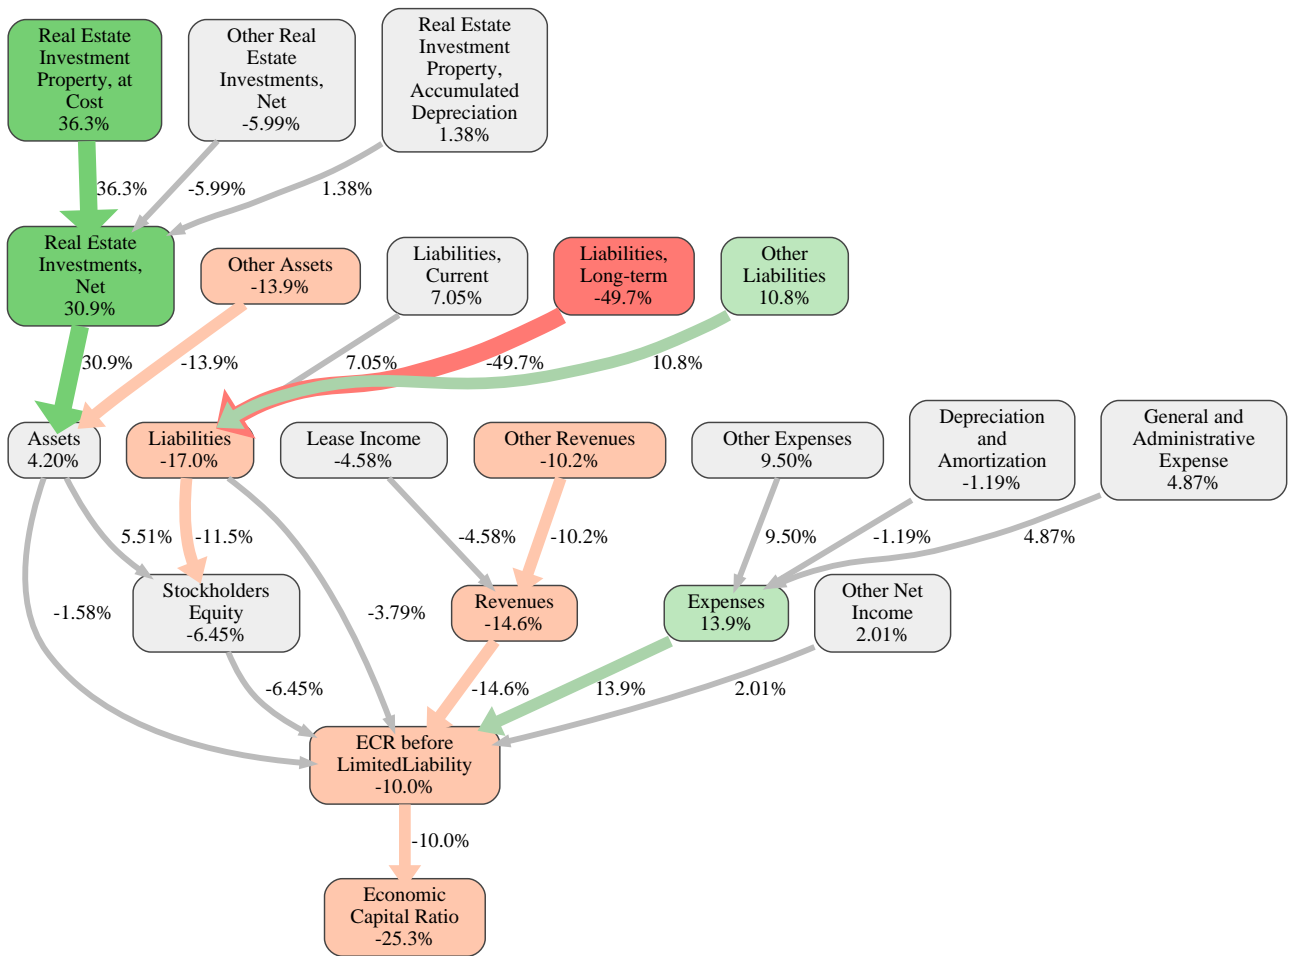 Real Estate
Investment
Property, at
Cost
36.3%
Other Real
Estate
Investments,
Net
-5.99%
Real Estate
Investment
Property,
Accumulated
Depreciation
1.38%
36.3%
-5.99%
1.38%
Real Estate
Investments,
Net
30.9%
Other Assets
-13.9%
Liabilities,
Current
7.05%
Liabilities,
Long-term
-49.7%
Other
Liabilities
10.8%
30.9%
-13.9%
7.05%
-49.7%
10.8%
Assets
4.20%
Liabilities
-17.0%
Lease Income
-4.58%
Other Revenues
-10.2%
Other Expenses
9.50%
Depreciation
and
Amortization
-1.19%
General and
Administrative
Expense
4.87%
5.51%
-11.5%
-4.58%
-10.2%
9.50%
-1.19%
4.87%
-1.58%
Stockholders
Equity
-6.45%
-3.79%
Revenues
-14.6%
Expenses
13.9%
Other Net
Income
2.01%
-6.45%
-14.6%
13.9%
2.01%
ECR before
LimitedLiability
-10.0%
-10.0%
Economic
Capital Ratio
-25.3%